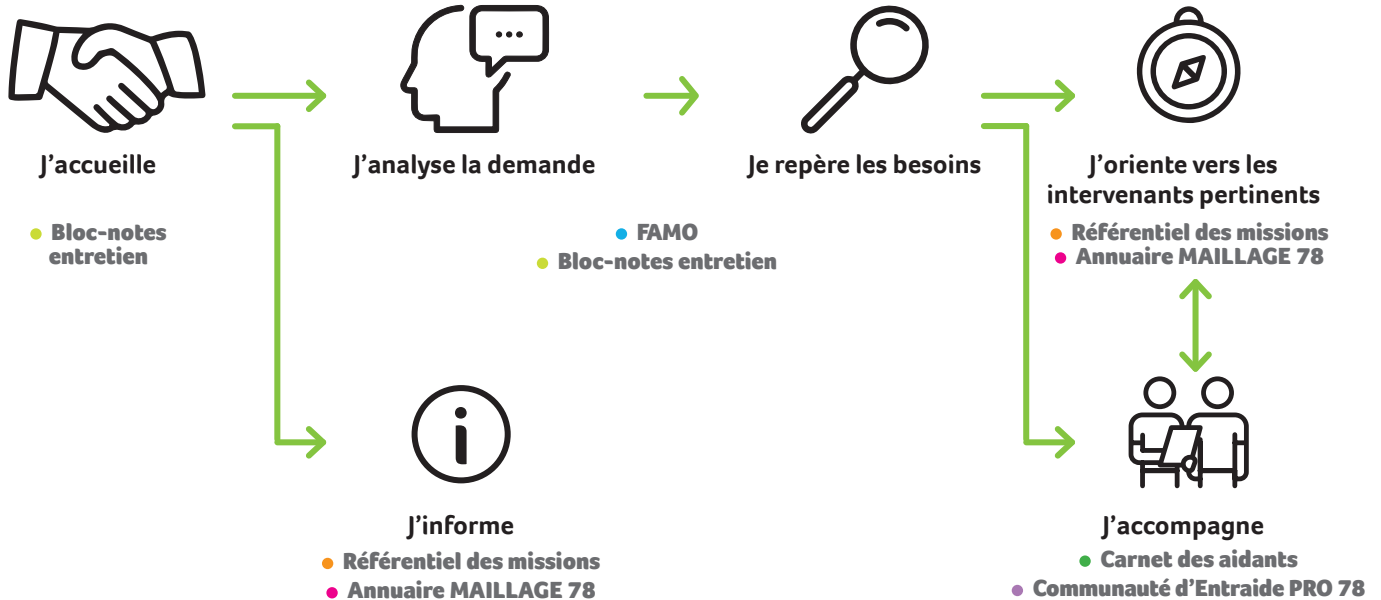 J’accueille
Bloc-notes
entretien
J’analyse la demande
FAMO
Bloc-notes entretien
Je repère les besoins
J’oriente vers les
intervenants pertinents
Référentiel des missions
Annuaire MAILLAGE 78
i
J’informe
Référentiel des missions
Annuaire MAILLAGE 78
J’accompagne
Carnet des aidants
Communauté d’Entraide PRO 78